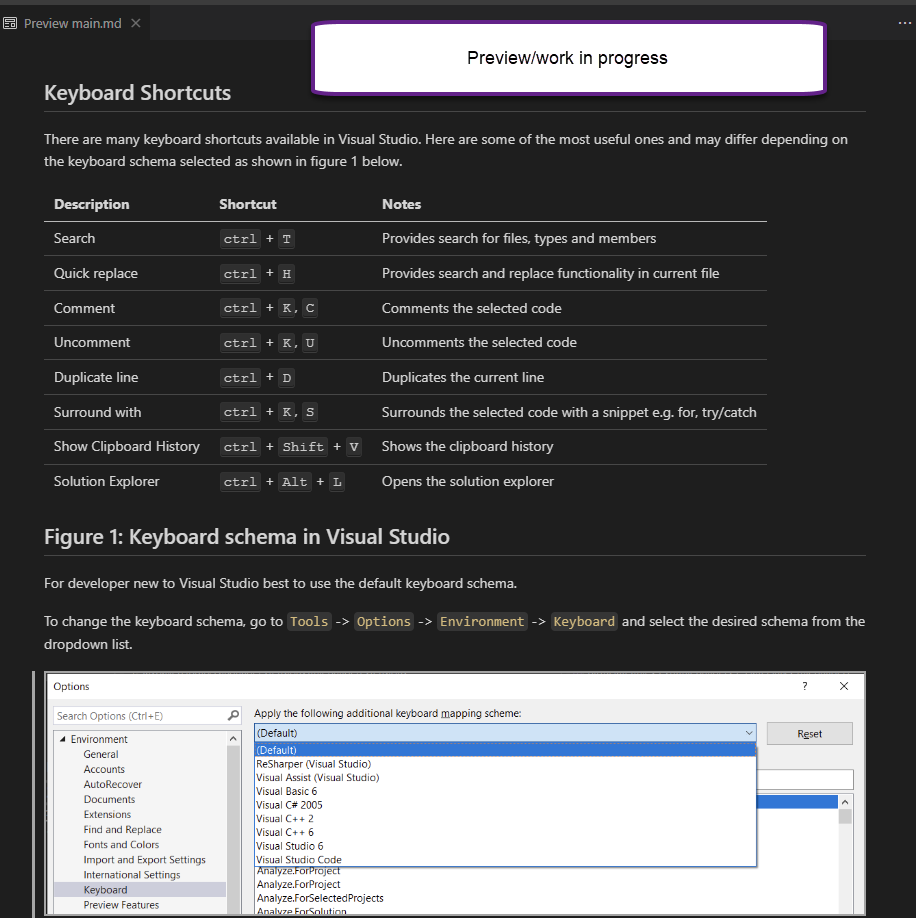 Preview main.md
Preview/work in progress
Keyboard Shortcuts
There are many keyboard shortcuts available in Visual Studio. Here are some of the most useful ones and may differ depending on
the keyboard schema selected as shown in figure 1 below.
Description Shortcut Notes
Search ctrl + T Provides search for files, types and members
Quick replace ctrl + H Provides search and replace functionality in current file
Comment ctrl + K, C Comments the selected code
Uncomment ctrl + K, U Uncomments the selected code
Duplicate line ctrl + D Duplicates the current line
Surround with ctrl + K, S Surrounds the selected code with a snippet e.g. for, try/catch
Show Clipboard History ctrl + Shift + V Shows the clipboard history
Solution Explorer ctrl + Alt + L Opens the solution explorer
Figure 1: Keyboard schema in Visual Studio
For developer new to Visual Studio best to use the default keyboard schema.
To change the keyboard schema, go to Tools -> Options -> Environment -> Keyboard and select the desired schema from the
dropdown list.
Options
Search Options (Ctrl+E)
Environment
General
Accounts
AutoRecover
Documents
Extensions
Find and Replace
Fonts and Colors
Import and Export Settings
International Settings
Keyboard
Preview Features
Apply the following additional keyboard mapping scheme:
(Default)
Reset
(Default)
ReSharper (Visual Studio)
Visual Assist (Visual Studio)
Visual Basic 6
Visual C# 2005
Visual C++ 2
Visual C++ 6
Visual Studio 6
Visual Studio Code
Analyze.ForProject
Analyze.ForProject
Analyze.ForSelectedProjects
Analyze.ForSolution